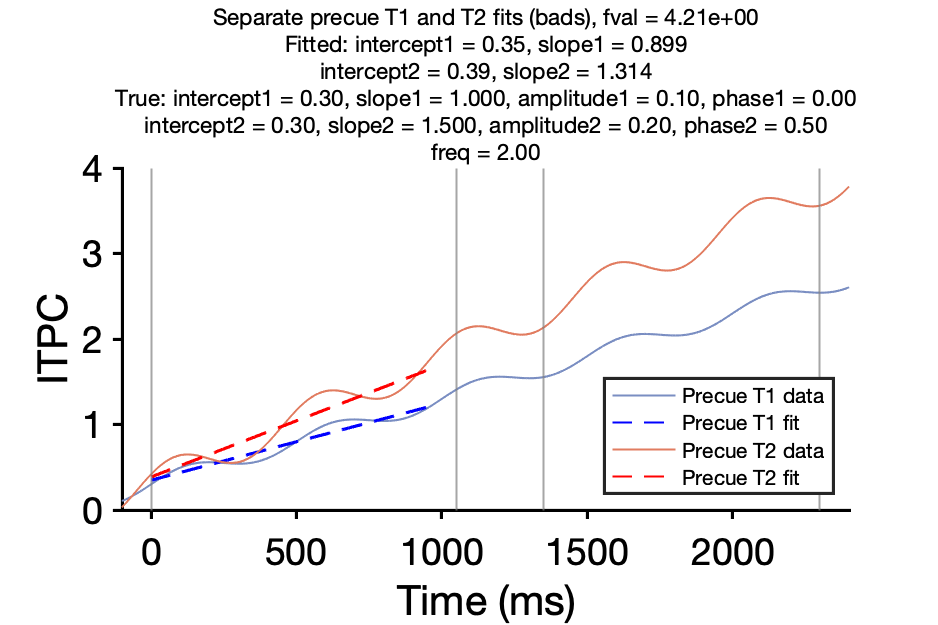 Separate precue T1 and T2 fits (bads), fval = 4.21e+00
Fitted: intercept1 = 0.35, slope1 = 0.899
intercept2 = 0.39, slope2 = 1.314
True: intercept1 = 0.30, slope1 = 1.000, amplitude1 = 0.10, phase1 = 0.00
intercept2 = 0.30, slope2 = 1.500, amplitude2 = 0.20, phase2 = 0.50
freq = 2.00
4
3
2
1
0
ITPC
Precue T1 data
Precue T1 fit
Precue T2 data
Precue T2 fit
0 500 1000 1500 2000
Time (ms)